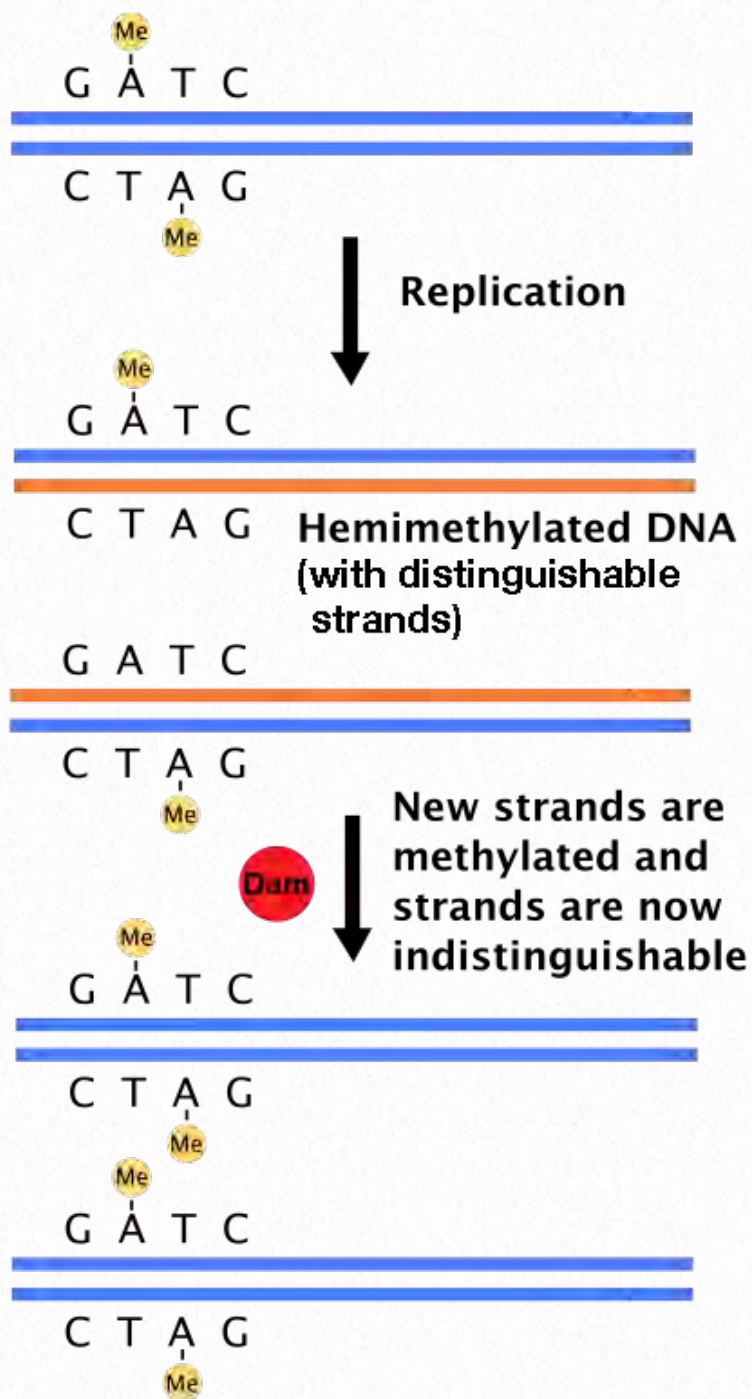 Me
G A T C
C T A G
Me
Replication
Me
G A T C
C T A G
Hemimethylated DNA
(with distinguishable
strands)
G A T C
C T A G
Me
New strands are
methylated and
strands are now
indistinguishable
Dam
Me
G A T C
C T A G
Me
Me
G A T C
C T A G
Me